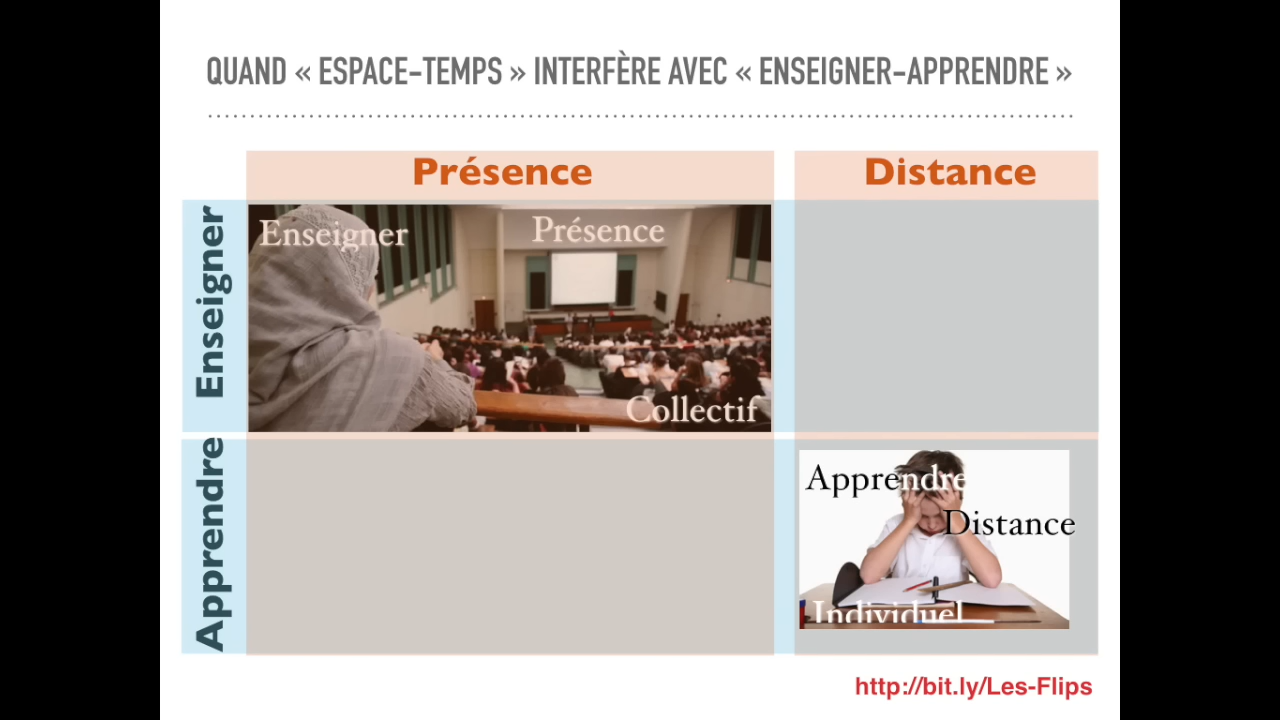 QUAND « ESPACE-TEMPS » INTERFÈRE AVEC « ENSEIGNER-APPRENDRE »
Présence
Distance
Enseigner
Enseigner
Présence
Collectif
Apprendre
Apprendre
Distance
Individuel
http://bit.ly/Les-Flips